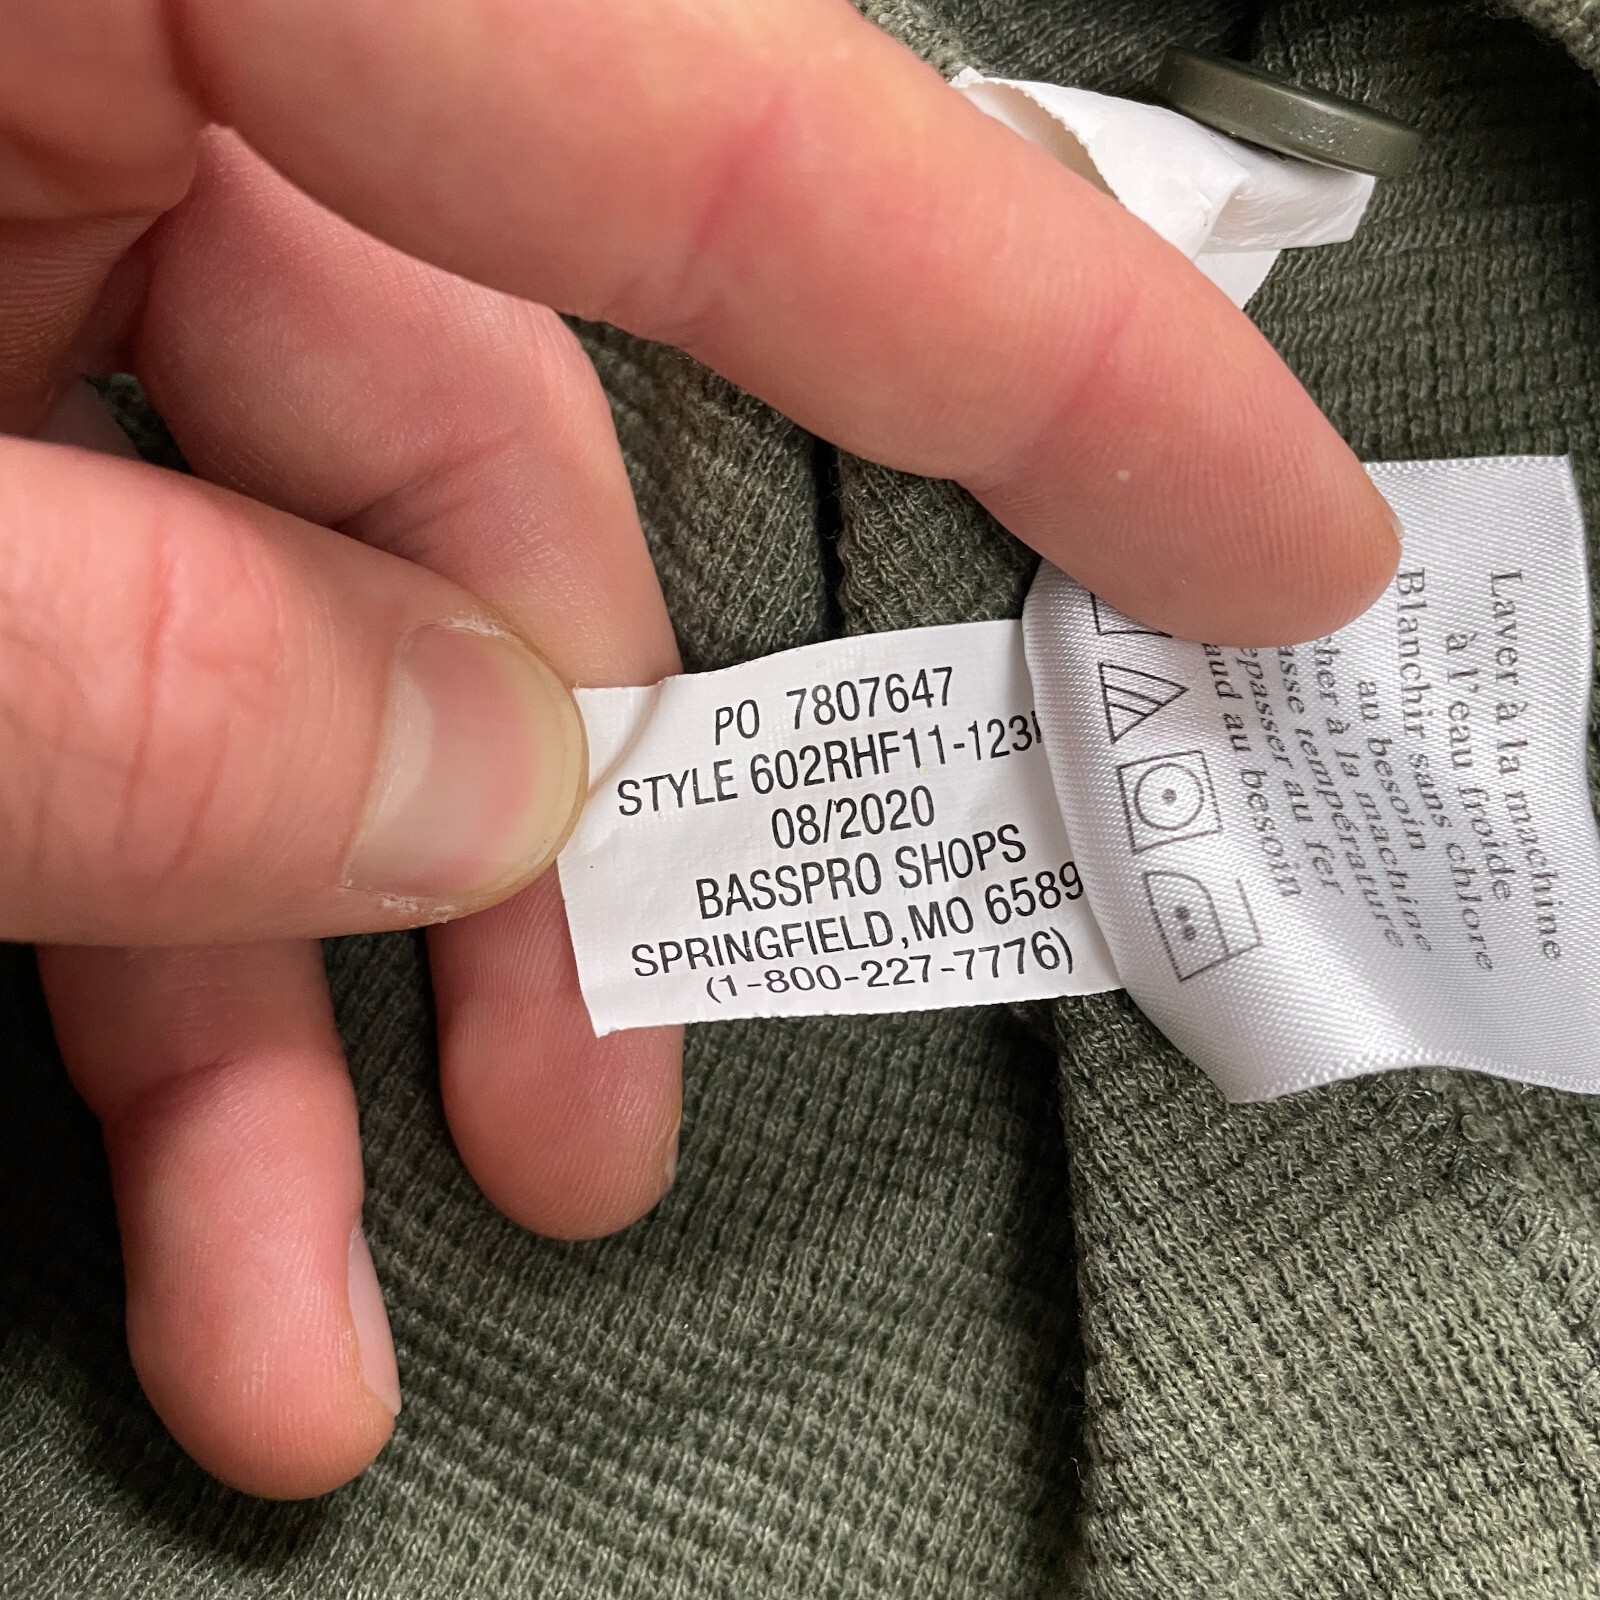 PO 7807647
STYLE 602RHF11-123
08/2020
BASSPRO SHOPS
SPRINGFIELD, MO 6589
(1-800-227-7776)
Laver à la machine
à l'eau froide
Blanchir sans chlore
au besoin
à la machine
température
au fer
au besoin